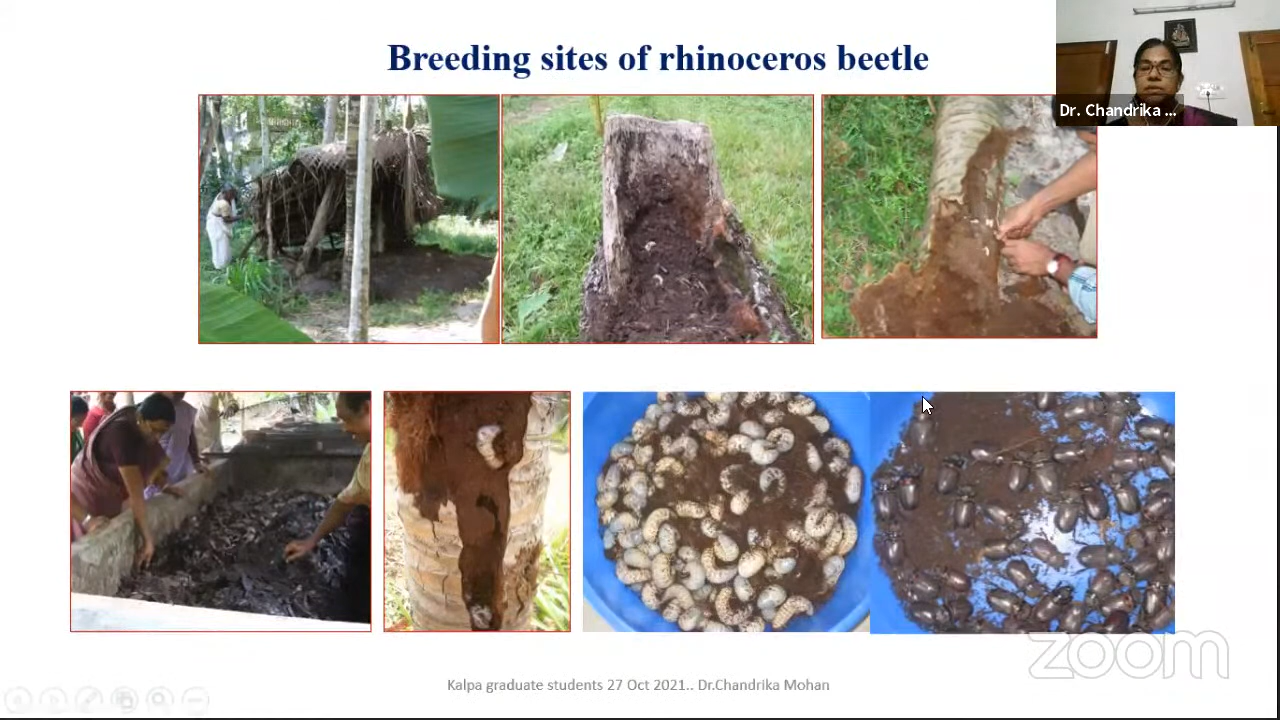 Breeding sites of rhinoceros beetle
Dr. Chandrika ...
zoom
Kalpa graduate students 27 Oct 2021.. Dr.Chandrika Mohan